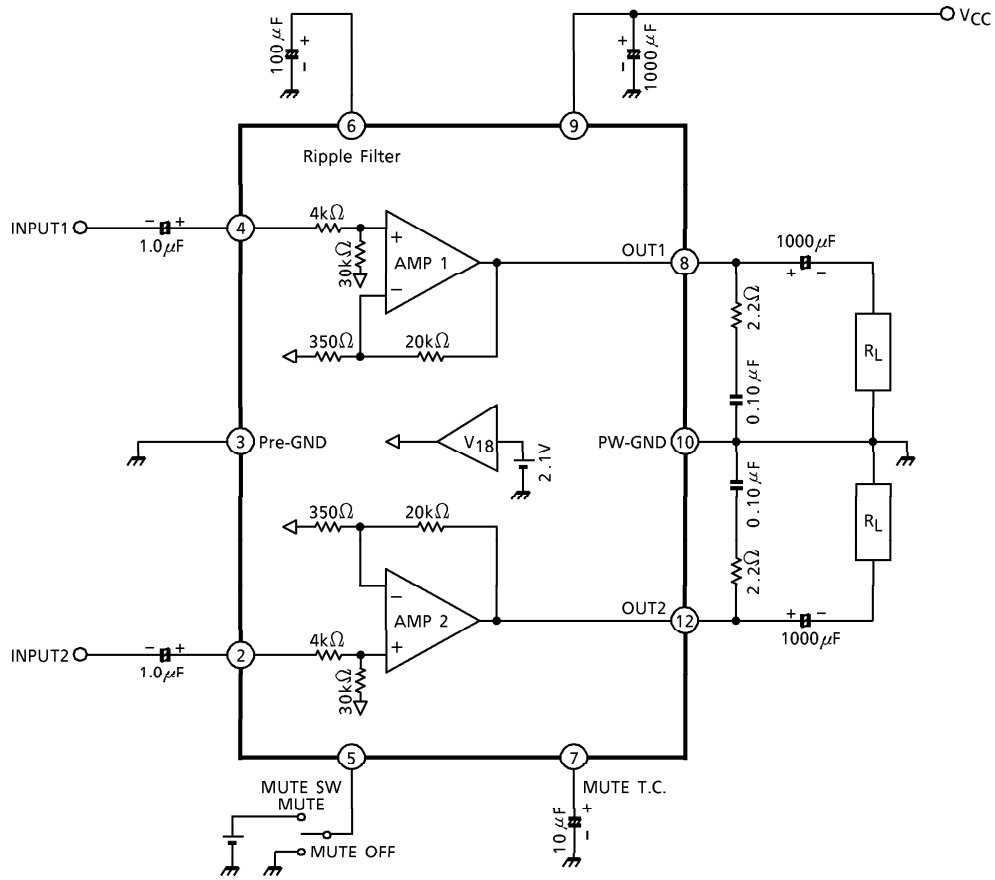 100μF
+
-
+
-
1000μF
VCC
6
9
Ripple Filter
INPUT1
- +
1.0μF
4
4kΩ
30kΩ
+
AMP 1
-
350Ω
20kΩ
OUT1
8
1000μF
+ -
2.2Ω
0.10μF
RL
3
Pre-GND
V18
2.1V
PW-GND
10
350Ω
20kΩ
0.10μF
2.2Ω
RL
-
AMP 2
+
OUT2
12
+ -
1000μF
INPUT2
- +
1.0μF
2
4kΩ
30kΩ
5
7
MUTE SW
MUTE
MUTE OFF
MUTE T.C.
10μF
+
-